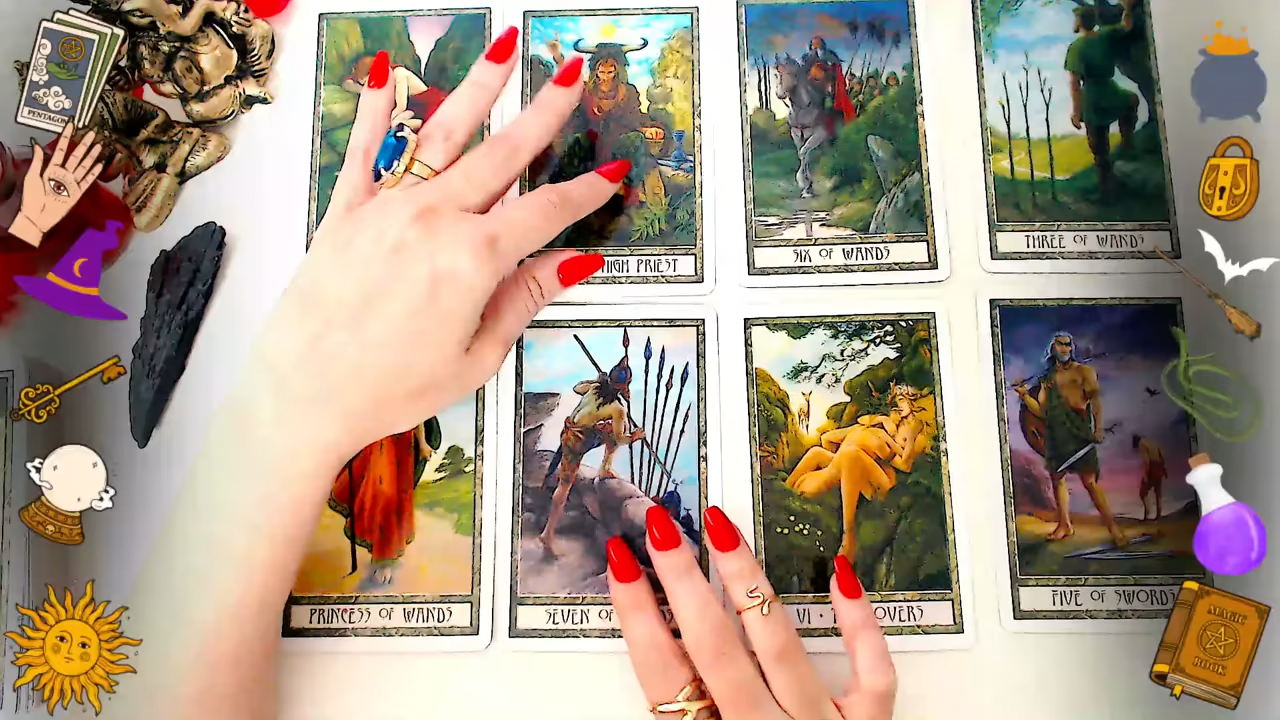 PENTAGON
HIGH PRIEST
SIX OF WANDS
THREE OF WANDS
PRINCESS OF WANDS
SEVEN OF
VI • OVERS
FIVE OF SWORDS
MAGIC
BOOK